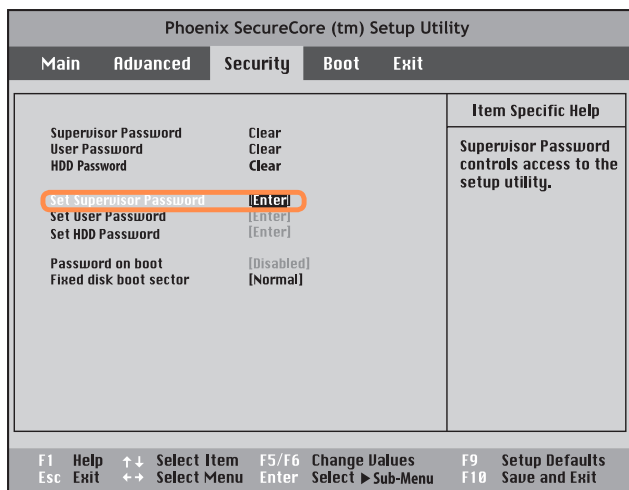 Phoenix SecureCore (tm) Setup Utility
Main Advanced Security Boot Exit
Item Specific Help
Supervisor Password Clear
User Password Clear
HDD Password Clear
Supervisor Password
controls access to the
setup utility.
Set Supervisor Password [Enter]
Set User Password [Enter]
Set HDD Password [Enter]
Password on boot [Disabled]
Fixed disk boot sector [Normal]
F1 Help ↑↓ Select Item F5/F6 Change Values F9 Setup Defaults
Esc Exit ←→ Select Menu Enter Select ▶ Sub-Menu F10 Save and Exit